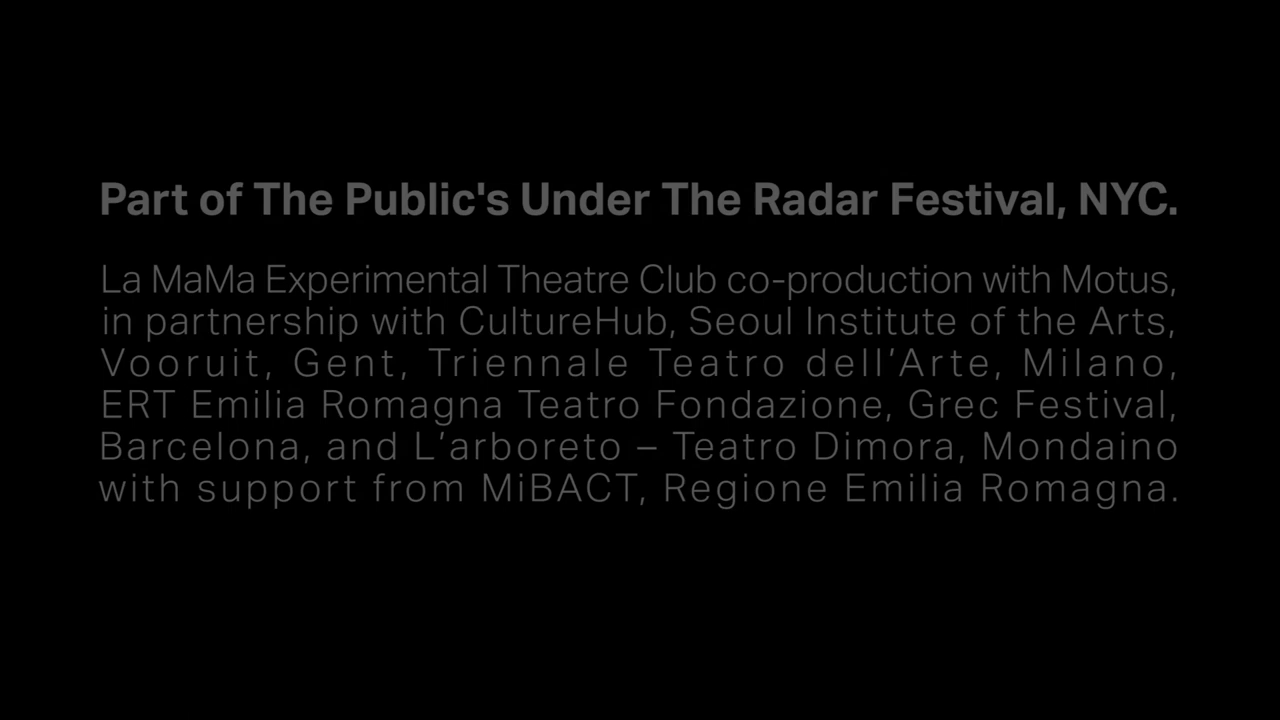 Part of The Public's Under The Radar Festival, NYC.
La MaMa Experimental Theatre Club co-production with Motus,
in partnership with CultureHub, Seoul Institute of the Arts,
Vooruit, Gent, Triennale Teatro dell’Arte, Milano,
ERT Emilia Romagna Teatro Fondazione, Grec Festival,
Barcelona, and L’arboreto – Teatro Dimora, Mondaino
with support from MiBACT, Regione Emilia Romagna.